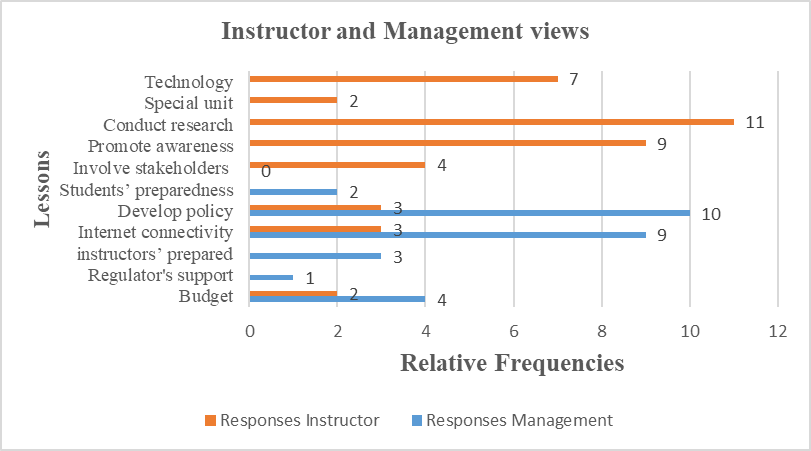 Instructor and Management views
Lessons
Technology 7
Special unit 2
Conduct research 11
Promote awareness 9
Involve stakeholders 4
0
Students’ preparedness 2
Develop policy 3
10
Internet connectivity 3
9
instructors’ prepared 3
Regulator's support 1
Budget 2
4
0 2 4 6 8 10 12
Relative Frequencies
Responses Instructor Responses Management